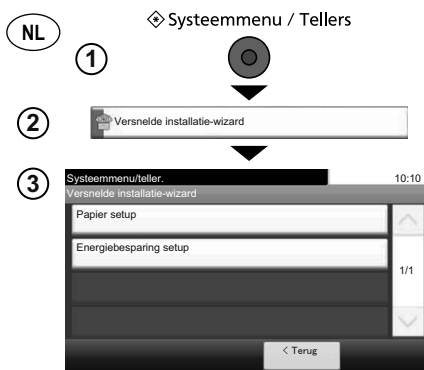 NL
Systeemmenu / Tellers
1
2
Versnelde installatie-wizard
3
Systeemmenu/teller.
10:10
Versnelde installatie-wizard
Papier setup
Energiebesparing setup
1/1
< Terug